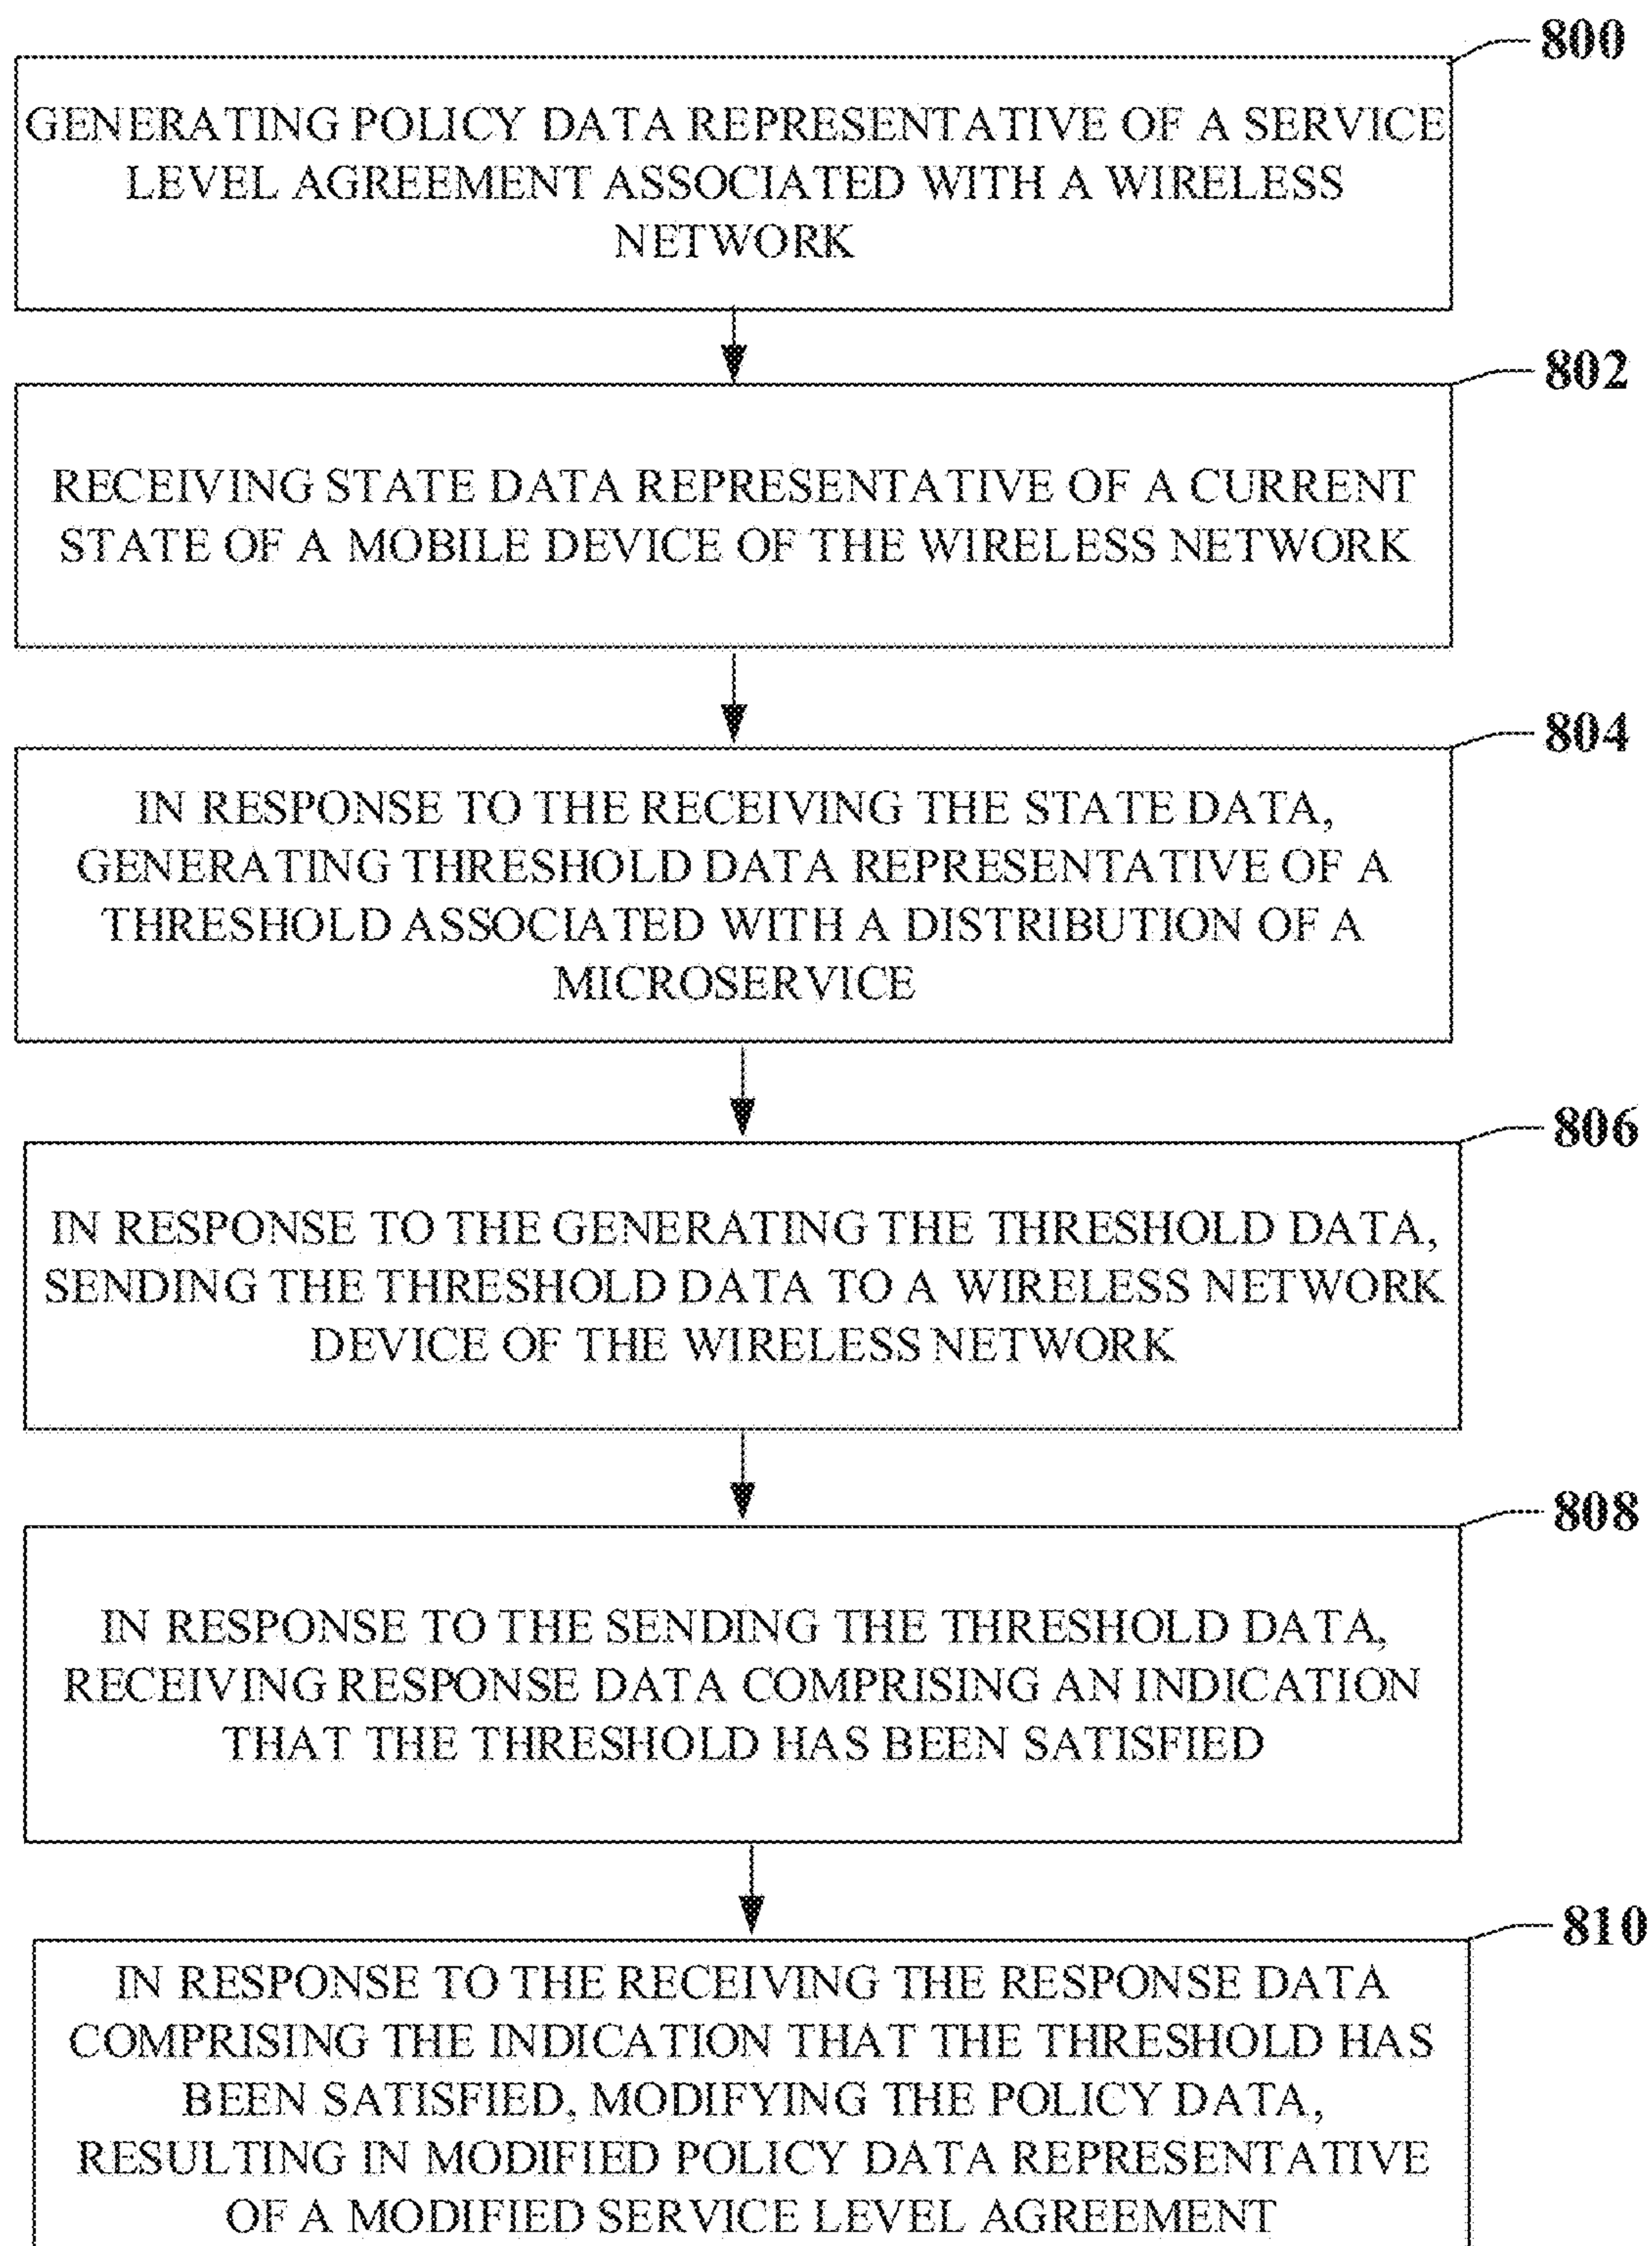 800
GENERATING POLICY DATA REPRESENTATIVE OF A SERVICE
LEVEL AGREEMENT ASSOCIATED WITH A WIRELESS
NETWORK
802
RECEIVING STATE DATA REPRESENTATIVE OF A CURRENT
STATE OF A MOBILE DEVICE OF THE WIRELESS NETWORK
804
IN RESPONSE TO THE RECEIVING THE STATE DATA,
GENERATING THRESHOLD DATA REPRESENTATIVE OF A
THRESHOLD ASSOCIATED WITH A DISTRIBUTION OF A
MICROSERVICE
806
IN RESPONSE TO THE GENERATING THE THRESHOLD DATA,
SENDING THE THRESHOLD DATA TO A WIRELESS NETWORK
DEVICE OF THE WIRELESS NETWORK
808
IN RESPONSE TO THE SENDING THE THRESHOLD DATA,
RECEIVING RESPONSE DATA COMPRISING AN INDICATION
THAT THE THRESHOLD HAS BEEN SATISFIED
810
IN RESPONSE TO THE RECEIVING THE RESPONSE DATA
COMPRISING THE INDICATION THAT THE THRESHOLD HAS
BEEN SATISFIED, MODIFYING THE POLICY DATA,
RESULTING IN MODIFIED POLICY DATA REPRESENTATIVE
OF A MODIFIED SERVICE LEVEL AGREEMENT